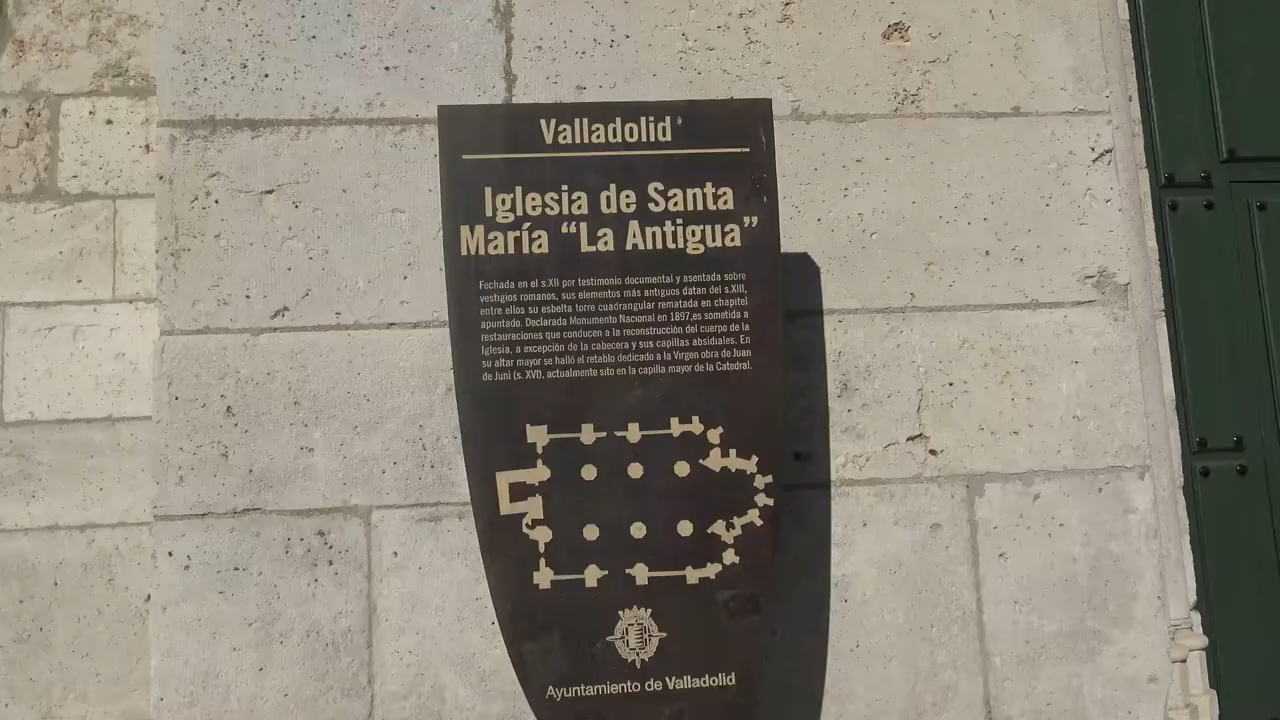 Valladolid
Iglesia de Santa
María “La Antigua”
Fechada en el s.XII por testimonio documental y asentada sobre
vestigios romanos, sus elementos más antiguos datan del s.XIII,
entre ellos su esbelta torre cuadrangular rematada en chapitel
apuntado. Declarada Monumento Nacional en 1897,es sometida a
restauraciones que conducen a la reconstrucción del cuerpo de la
Iglesia, a excepción de la cabecera y sus capillas absidiales. En
su altar mayor se halló el retablo dedicado a la Virgen obra de Juan
de Juni (s. XVI), actualmente sito en la capilla mayor de la Catedral.
Ayuntamiento de Valladolid